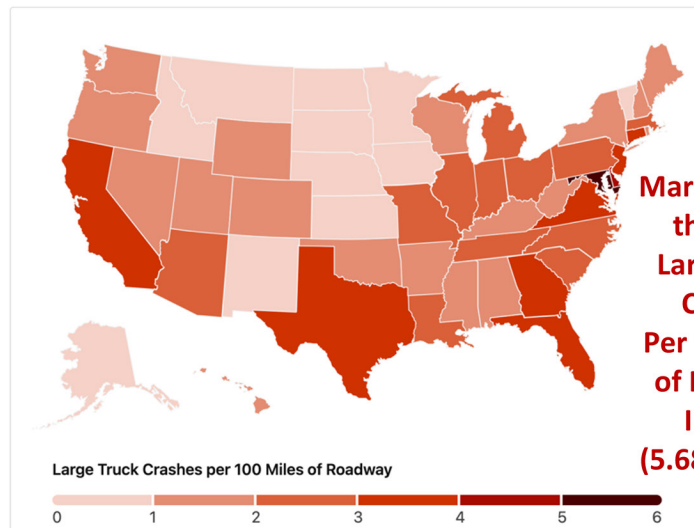 Mar
th
Lar
C
Per
of
I
(5.68
Large Truck Crashes per 100 Miles of Roadway
0 1 2 3 4 5 6